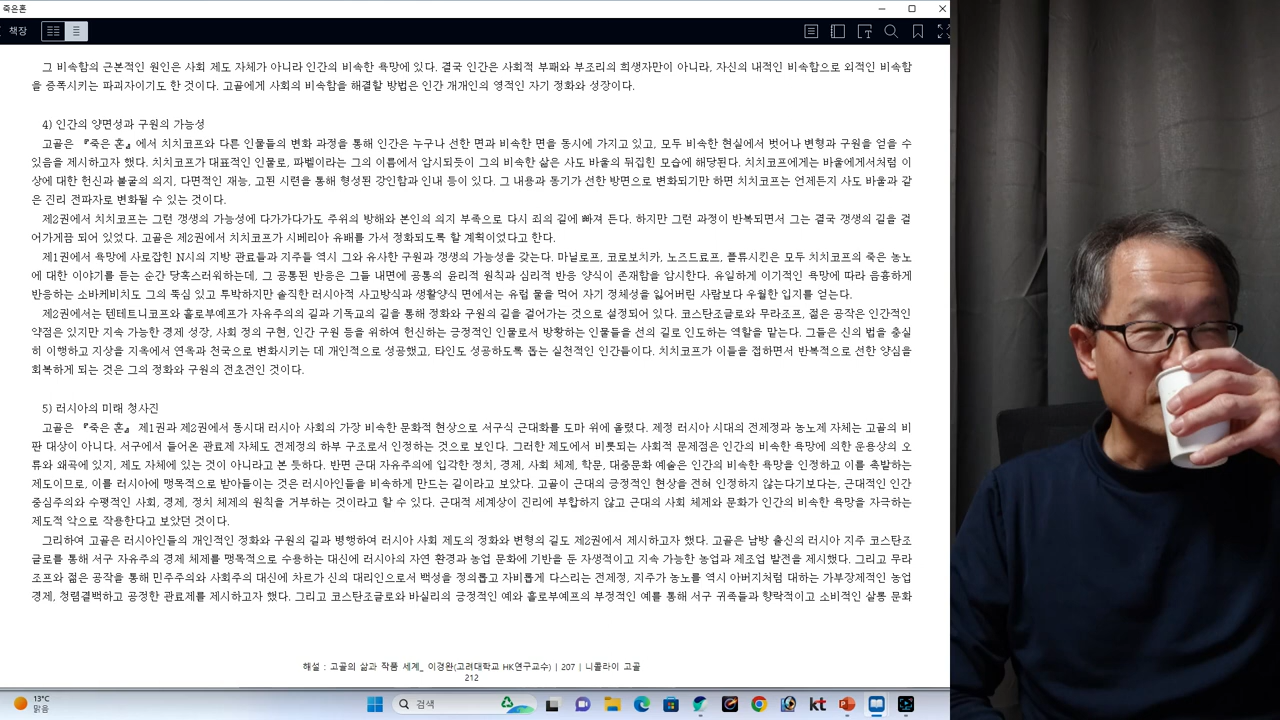 죽은혼
책장
그 비속함의 근본적인 원인은 사회 제도 자체가 아니라 인간의 비속한 욕망에 있다. 결국 인간은 사회적 부패와 부조리의 희생자만이 아니라, 자신의 내적인 비속함으로 외적인 비속함
을 증폭시키는 파괴자이기도 한 것이다. 고골에게 사회의 비속함을 해결할 방법은 인간 개개인의 영적인 자기 정화와 성장이다.
4) 인간의 양면성과 구원의 가능성
고골은 『죽은 혼』에서 치치코프와 다른 인물들의 변화 과정을 통해 인간은 누구나 선한 면과 비속한 면을 동시에 가지고 있고, 모두 비속한 현실에서 벗어나 변형과 구원을 얻을 수
있음을 제시하고자 했다. 치치코프가 대표적인 인물로, 파벨이라는 그의 이름에서 암시되듯이 그의 비속한 삶은 사도 바울의 뒤집힌 모습에 해당된다. 치치코프에게는 바울에게서처럼 이
상에 대한 헌신과 불굴의 의지, 다면적인 재능, 고된 시련을 통해 형성된 강인함과 인내 등이 있다. 그 내용과 동기가 선한 방면으로 변화되기만 하면 치치코프는 언제든지 사도 바울과 같
은 진리 전파자로 변화될 수 있는 것이다.
제2권에서 치치코프는 그런 갱생의 가능성에 다가가다가도 주위의 방해와 본인의 의지 부족으로 다시 죄의 길에 빠져 든다. 하지만 그런 과정이 반복되면서 그는 결국 갱생의 길을 걸
어가게끔 되어 있었다. 고골은 제2권에서 치치코프가 시베리아 유배를 가서 정화되도록 할 계획이었다고 한다.
제1권에서 욕망에 사로잡힌 N시의 지방 관료들과 지주들 역시 그와 유사한 구원과 갱생의 가능성을 갖는다. 마닐로프, 코로보치카, 노즈드료프, 플류시킨은 모두 치치코프의 죽은 농노
에 대한 이야기를 듣는 순간 당혹스러워하는데, 그 공통된 반응은 그들 내면에 공통의 윤리적 원칙과 심리적 반응 양식이 존재함을 암시한다. 유일하게 이기적인 욕망에 따라 음흉하게
반응하는 소바케비치도 그의 뚝심 있고 투박하지만 솔직한 러시아적 사고방식과 생활양식 면에서는 유럽 물을 먹어 자기 정체성을 잃어버린 사람보다 우월한 입지를 얻는다.
제2권에서는 텐테트니코프와 흘로부예프가 자유주의의 길과 기독교의 길을 통해 정화와 구원의 길을 걸어가는 것으로 설정되어 있다. 코스탄조글로와 무라조프, 젊은 공작은 인간적인
약점은 있지만 지속 가능한 경제 성장, 사회 정의 구현, 인간 구원 등을 위하여 헌신하는 긍정적인 인물로서 방황하는 인물들을 선의 길로 인도하는 역할을 맡는다. 그들은 신의 법을 충실
히 이행하고 지상을 지옥에서 연옥과 천국으로 변화시키는 데 개인적으로 성공했고, 타인도 성공하도록 돕는 실천적인 인간들이다. 치치코프가 이들을 접하면서 반복적으로 선한 양심을
회복하게 되는 것은 그의 정화와 구원의 전초전인 것이다.
5) 러시아의 미래 청사진
고골은 『죽은 혼』 제1권과 제2권에서 동시대 러시아 사회의 가장 비속한 문화적 현상으로 서구식 근대화를 도마 위에 올렸다. 제정 러시아 시대의 전제정과 농노제 자체는 고골의 비
판 대상이 아니다. 서구에서 들어온 관료제 자체도 전제정의 하부 구조로서 인정하는 것으로 보인다. 그러한 제도에서 비롯되는 사회적 문제점은 인간의 비속한 욕망에 의한 운용상의 오
류와 왜곡에 있지, 제도 자체에 있는 것이 아니라고 본 듯하다. 반면 근대 자유주의에 입각한 정치, 경제, 사회 체제, 학문, 대중문화 예술은 인간의 비속한 욕망을 인정하고 이를 촉발하는
제도이므로, 이를 러시아에 맹목적으로 받아들이는 것은 러시아인들을 비속하게 만드는 길이라고 보았다. 고골이 근대의 긍정적인 현상을 전혀 인정하지 않는다기보다는, 근대적인 인간
중심주의와 수평적인 사회, 경제, 정치 체제의 원칙을 거부하는 것이라고 할 수 있다. 근대적 세계상이 진리에 부합하지 않고 근대의 사회 체제와 문화가 인간의 비속한 욕망을 자극하는
제도적 악으로 작용한다고 보았던 것이다.
그리하여 고골은 러시아인들의 개인적인 정화와 구원의 길과 병행하여 러시아 사회 제도의 정화와 변형의 길도 제2권에서 제시하고자 했다. 고골은 남방 출신의 러시아 지주 코스탄조
글로를 통해 서구 자유주의 경제 체제를 맹목적으로 수용하는 대신에 러시아의 자연 환경과 농업 문화에 기반을 둔 자생적이고 지속 가능한 농업과 제조업 발전을 제시했다. 그리고 무라
조프와 젊은 공작을 통해 민주주의와 사회주의 대신에 차르가 신의 대리인으로서 백성을 정의롭고 자비롭게 다스리는 전제정, 지주가 농노를 역시 아버지처럼 대하는 가부장제적인 농업
경제, 청렴결백하고 공정한 관료제를 제시하고자 했다. 그리고 코스탄조글로와 바실리의 긍정적인 예와 흘로부예프의 부정적인 예를 통해 서구 귀족들과 향락적이고 소비적인 살롱 문화
해설 : 고골의 삶과 작품 세계_ 이경완(고려대학교 HK연구교수) | 207 | 니콜라이 고골
212
13°C
맑음
검색
kt